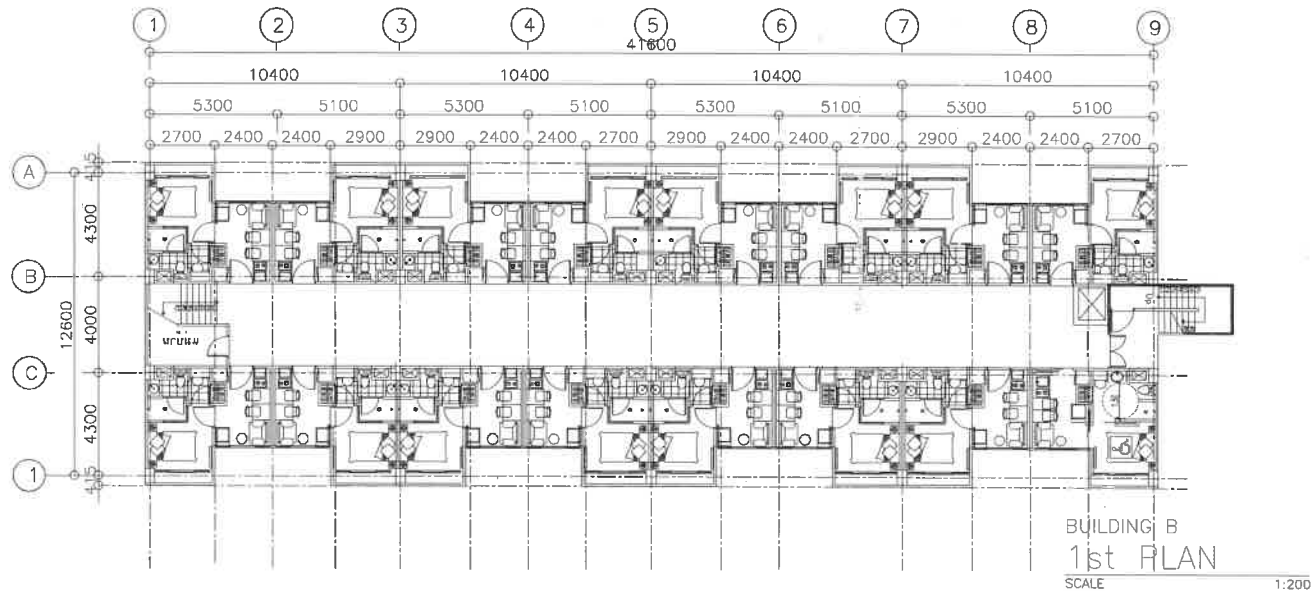 1 2 3 4 5 6 7 8 9
41600
10400 10400 10400 10400
5300 5100 5300 5100 5300 5100 5300 5100
2700 2400 2400 2900 2900 2400 2400 2700 2900 2400 2400 2700 2900 2400 2400 2700
A
4300
B
12600
4000
C
4300
1
BUILDING B
1st PLAN
SCALE 1:200